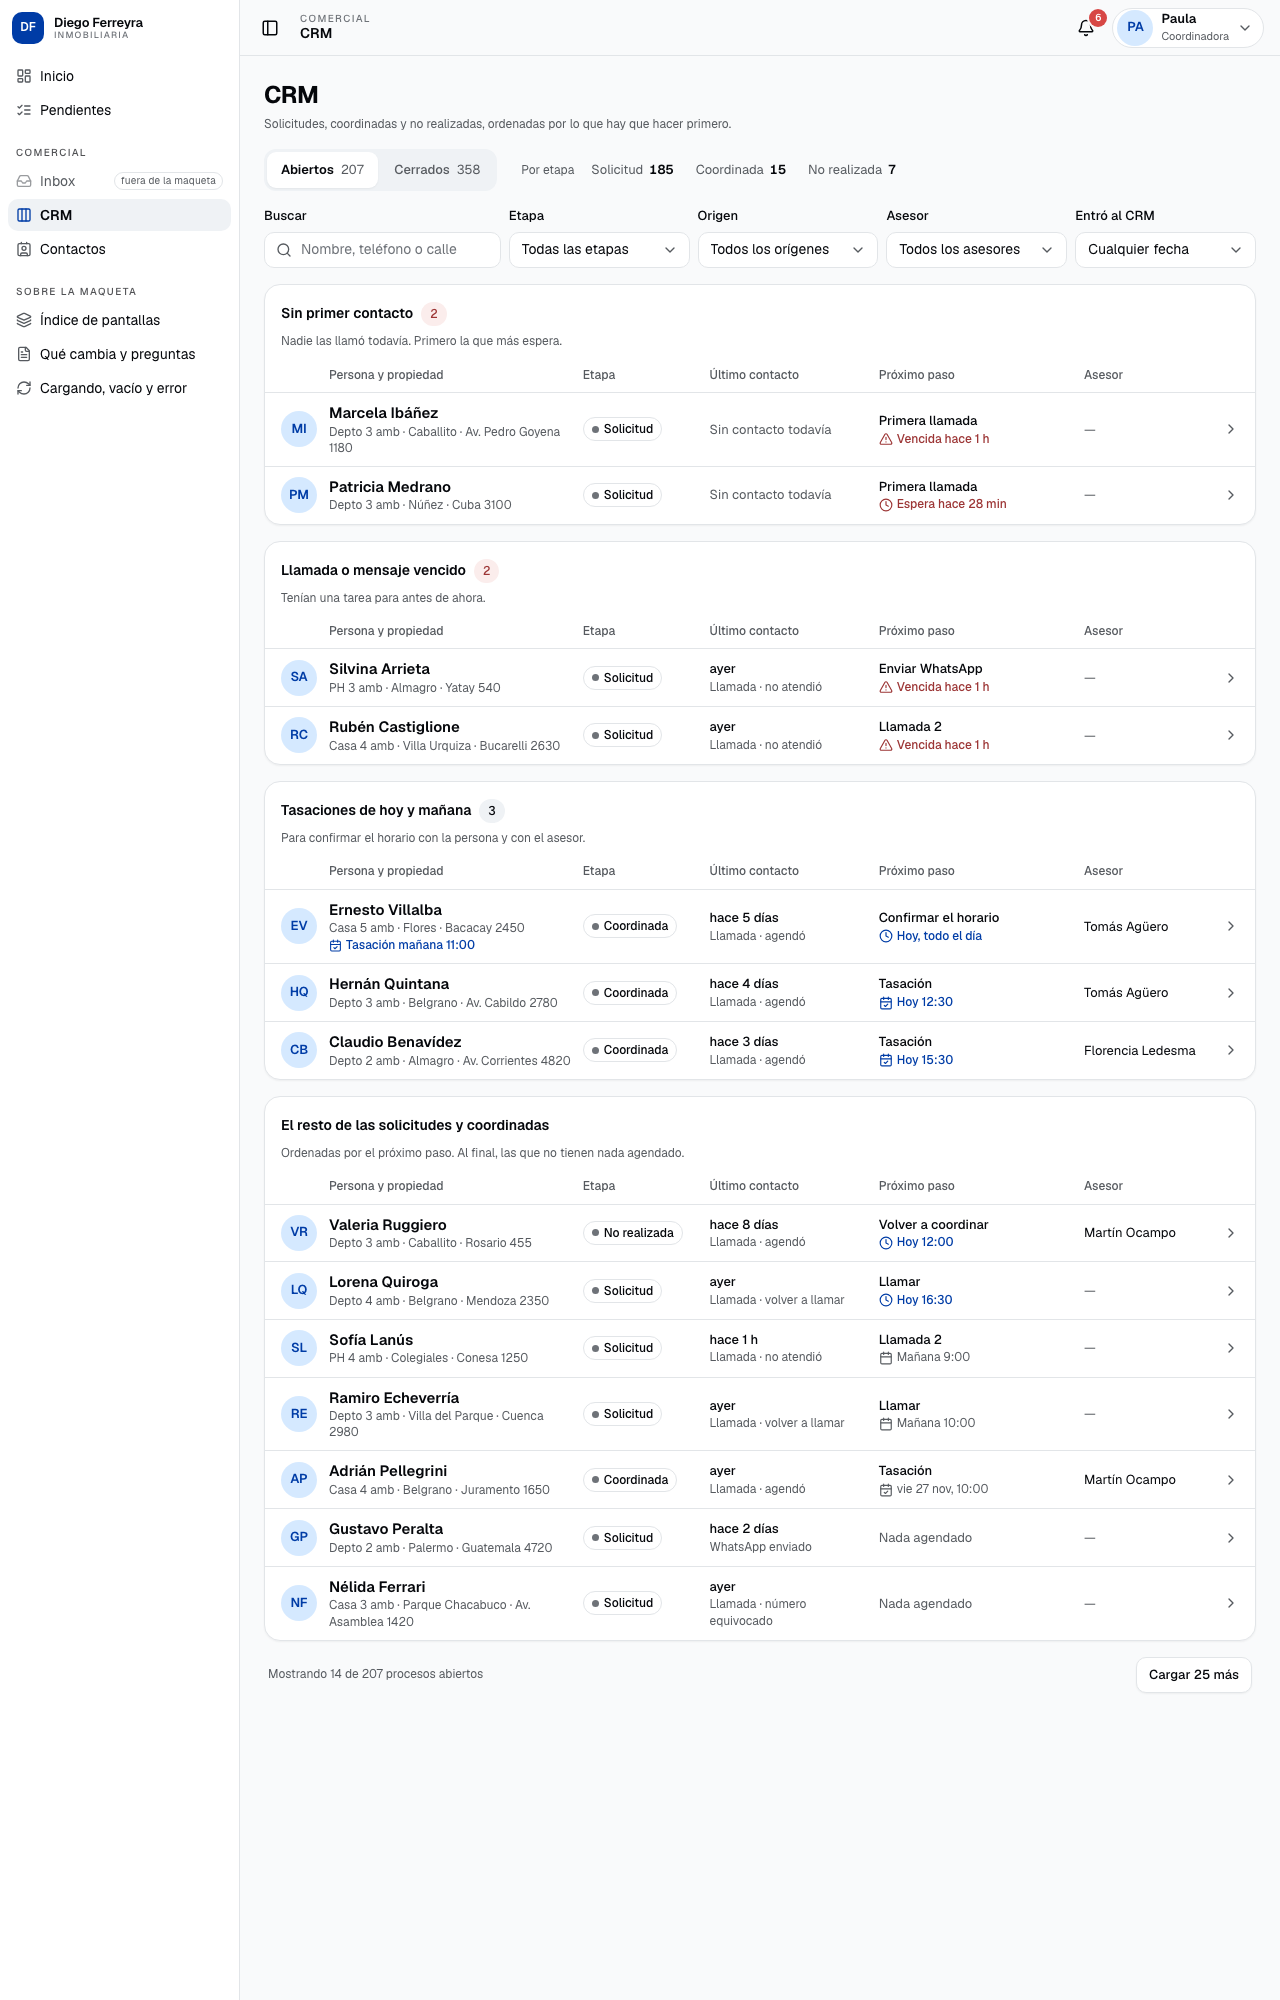 DF
Diego Ferreyra
INMOBILIARIA
Inicio
Pendientes
COMERCIAL
Inbox
fuera de la maqueta
CRM
Contactos
SOBRE LA MAQUETA
Índice de pantallas
Qué cambia y preguntas
Cargando, vacío y error
COMERCIAL
CRM
6
PA
Paula
Coordinadora
CRM
Solicitudes, coordinadas y no realizadas, ordenadas por lo que hay que hacer primero.
Abiertos 207
Cerrados 358
Por etapa
Solicitud 185
Coordinada 15
No realizada 7
Buscar
Etapa
Origen
Asesor
Entró al CRM
Nombre, teléfono o calle
Todas las etapas
Todos los orígenes
Todos los asesores
Cualquier fecha
Sin primer contacto 2
Nadie las llamó todavía. Primero la que más espera.
Persona y propiedad
Etapa
Último contacto
Próximo paso
Asesor
MI
Marcela Ibáñez
Depto 3 amb · Caballito · Av. Pedro Goyena
1180
Solicitud
Sin contacto todavía
Primera llamada
Vencida hace 1 h
—
PM
Patricia Medrano
Depto 3 amb · Núñez · Cuba 3100
Solicitud
Sin contacto todavía
Primera llamada
Espera hace 28 min
—
Llamada o mensaje vencido 2
Tenían una tarea para antes de ahora.
Persona y propiedad
Etapa
Último contacto
Próximo paso
Asesor
SA
Silvina Arrieta
PH 3 amb · Almagro · Yatay 540
Solicitud
ayer
Llamada · no atendió
Enviar WhatsApp
Vencida hace 1 h
—
RC
Rubén Castiglione
Casa 4 amb · Villa Urquiza · Bucarelli 2630
Solicitud
ayer
Llamada · no atendió
Llamada 2
Vencida hace 1 h
—
Tasaciones de hoy y mañana 3
Para confirmar el horario con la persona y con el asesor.
Persona y propiedad
Etapa
Último contacto
Próximo paso
Asesor
EV
Ernesto Villalba
Casa 5 amb · Flores · Bacacay 2450
Tasación mañana 11:00
Coordinada
hace 5 días
Llamada · agendó
Confirmar el horario
Hoy, todo el día
Tomás Agüero
HQ
Hernán Quintana
Depto 3 amb · Belgrano · Av. Cabildo 2780
Coordinada
hace 4 días
Llamada · agendó
Tasación
Hoy 12:30
Tomás Agüero
CB
Claudio Benavídez
Depto 2 amb · Almagro · Av. Corrientes 4820
Coordinada
hace 3 días
Llamada · agendó
Tasación
Hoy 15:30
Florencia Ledesma
El resto de las solicitudes y coordinadas
Ordenadas por el próximo paso. Al final, las que no tienen nada agendado.
Persona y propiedad
Etapa
Último contacto
Próximo paso
Asesor
VR
Valeria Ruggiero
Depto 3 amb · Caballito · Rosario 455
No realizada
hace 8 días
Llamada · agendó
Volver a coordinar
Hoy 12:00
Martín Ocampo
LQ
Lorena Quiroga
Depto 4 amb · Belgrano · Mendoza 2350
Solicitud
ayer
Llamada · volver a llamar
Llamar
Hoy 16:30
—
SL
Sofía Lanús
PH 4 amb · Colegiales · Conesa 1250
Solicitud
hace 1 h
Llamada · no atendió
Llamada 2
Mañana 9:00
—
RE
Ramiro Echeverría
Depto 3 amb · Villa del Parque · Cuenca
2980
Solicitud
ayer
Llamada · volver a llamar
Llamar
Mañana 10:00
—
AP
Adrián Pellegrini
Casa 4 amb · Belgrano · Juramento 1650
Coordinada
ayer
Llamada · agendó
Tasación
vie 27 nov, 10:00
Martín Ocampo
GP
Gustavo Peralta
Depto 2 amb · Palermo · Guatemala 4720
Solicitud
hace 2 días
WhatsApp enviado
Nada agendado
—
NF
Nélida Ferrari
Casa 3 amb · Parque Chacabuco · Av.
Asamblea 1420
Solicitud
ayer
Llamada · número
equivocado
Nada agendado
—
Mostrando 14 de 207 procesos abiertos
Cargar 25 más